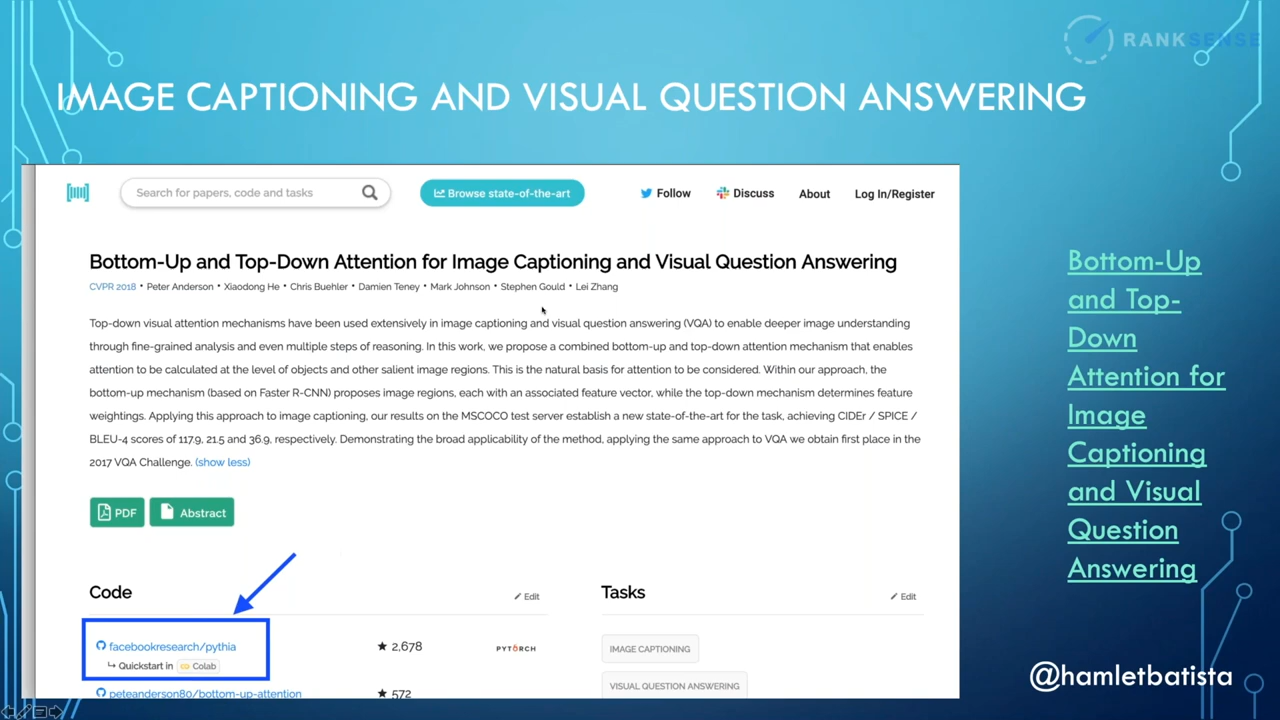 RANKSENSE
IMAGE CAPTIONING AND VISUAL QUESTION ANSWERING
Search for papers, code and tasks
Browse state-of-the-art
Follow
Discuss
About
Log In/Register
Bottom-Up and Top-Down Attention for Image Captioning and Visual Question Answering
CVPR 2018 • Peter Anderson • Xiaodong He • Chris Buehler • Damien Teney • Mark Johnson • Stephen Gould • Lei Zhang
Top-down visual attention mechanisms have been used extensively in image captioning and visual question answering (VQA) to enable deeper image understanding
through fine-grained analysis and even multiple steps of reasoning. In this work, we propose a combined bottom-up and top-down attention mechanism that enables
attention to be calculated at the level of objects and other salient image regions. This is the natural basis for attention to be considered. Within our approach, the
bottom-up mechanism (based on Faster R-CNN) proposes image regions, each with an associated feature vector, while the top-down mechanism determines feature
weightings. Applying this approach to image captioning, our results on the MSCOCO test server establish a new state-of-the-art for the task, achieving CIDEr / SPICE /
BLEU-4 scores of 117.9, 21.5 and 36.9, respectively. Demonstrating the broad applicability of the method, applying the same approach to VQA we obtain first place in the
2017 VQA Challenge. (show less)
PDF
Abstract
Code
Edit
facebookresearch/pythia
★ 2,678
PYTORCH
Quickstart in Colab
peteanderson80/bottom-up-attention
★ 572
Tasks
Edit
IMAGE CAPTIONING
VISUAL QUESTION ANSWERING
Bottom-Up
and Top-
Down
Attention for
Image
Captioning
and Visual
Question
Answering
@hamletbatista